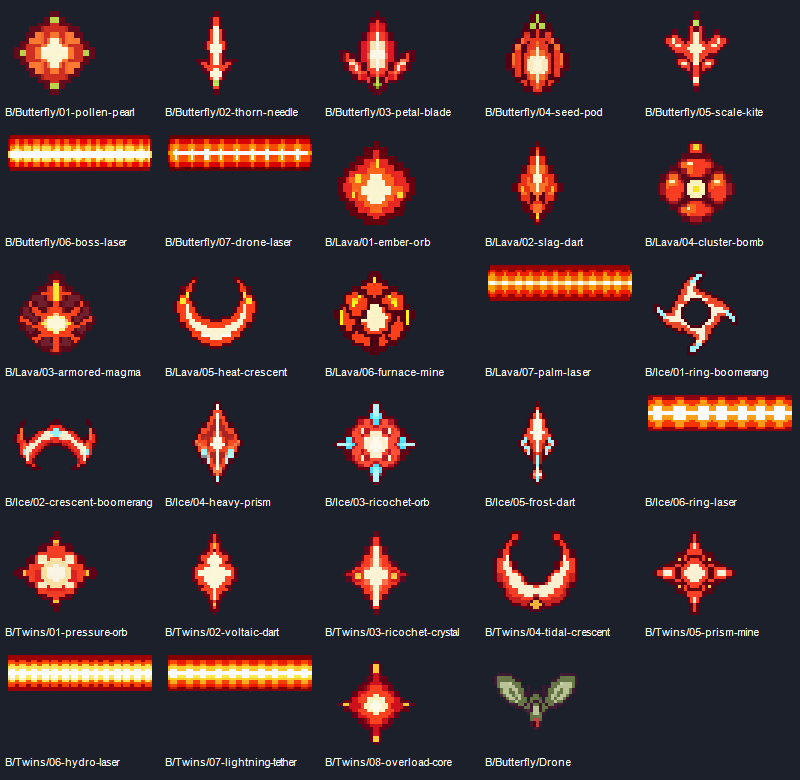 B/Butterfly/01-pollen-pearl
B/Butterfly/02-thorn-needle
B/Butterfly/03-petal-blade
B/Butterfly/04-seed-pod
B/Butterfly/05-scale-kite
B/Butterfly/06-boss-laser
B/Butterfly/07-drone-laser
B/Lava/01-ember-orb
B/Lava/02-slag-dart
B/Lava/04-cluster-bomb
B/Lava/03-armored-magma
B/Lava/05-heat-crescent
B/Lava/06-furnace-mine
B/Lava/07-palm-laser
B/Ice/01-ring-boomerang
B/Ice/02-crescent-boomerang
B/Ice/04-heavy-prism
B/Ice/03-ricochet-orb
B/Ice/05-frost-dart
B/Ice/06-ring-laser
B/Twins/01-pressure-orb
B/Twins/02-voltaic-dart
B/Twins/03-ricochet-crystal
B/Twins/04-tidal-crescent
B/Twins/05-prism-mine
B/Twins/06-hydro-laser
B/Twins/07-lightning-tether
B/Twins/08-overload-core
B/Butterfly/Drone